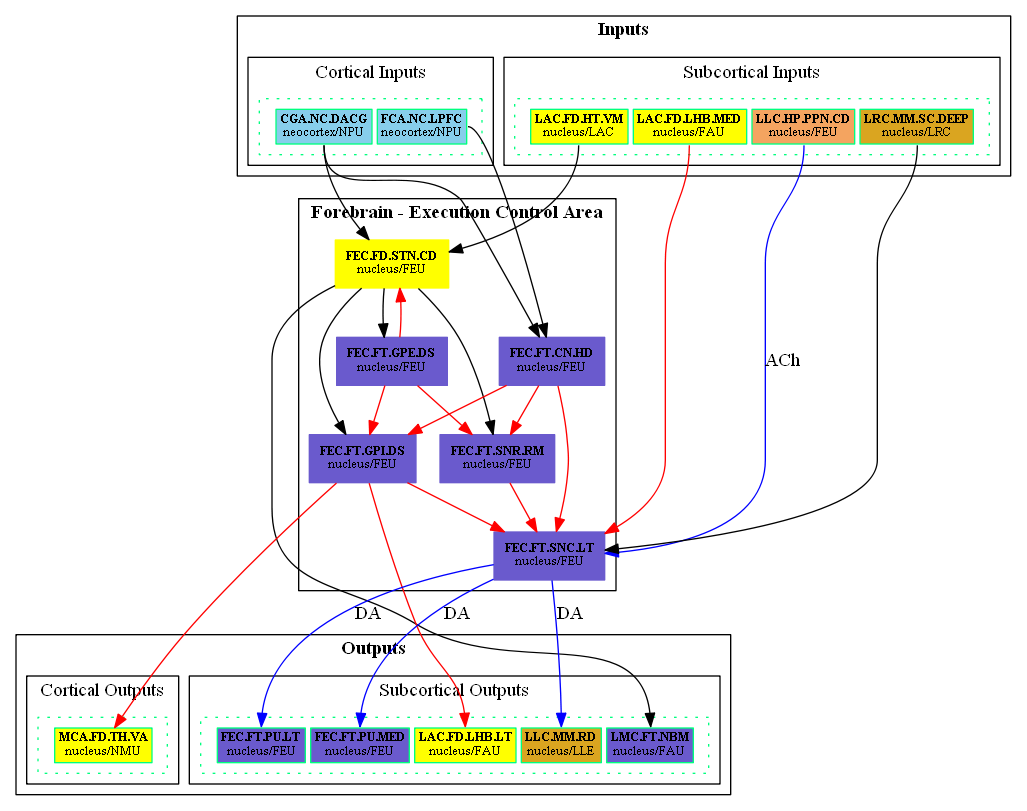 Inputs
Cortical Inputs
Subcortical Inputs
CGA.NC.DACG
neocortex/NPU
FCA.NC.LPFC
neocortex/NPU
LAC.FD.HT.VM
nucleus/LAC
LAC.FD.LHB.MED
nucleus/FAU
LLC.HP.PPN.CD
nucleus/FEU
LRC.MM.SC.DEEP
nucleus/LRC
Forebrain - Execution Control Area
FEC.FD.STN.CD
nucleus/FEU
FEC.FT.GPE.DS
nucleus/FEU
FEC.FT.CN.HD
nucleus/FEU
ACh
FEC.FT.GPI.DS
nucleus/FEU
FEC.FT.SNR.RM
nucleus/FEU
FEC.FT.SNC.LT
nucleus/FEU
DA
DA
DA
Outputs
Cortical Outputs
Subcortical Outputs
MCA.FD.TH.VA
nucleus/NMU
FEC.FT.PU.LT
nucleus/FEU
FEC.FT.PU.MED
nucleus/FEU
LAC.FD.LHB.LT
nucleus/FAU
LLC.MM.RD
nucleus/LLE
LMC.FT.NBM
nucleus/FAU